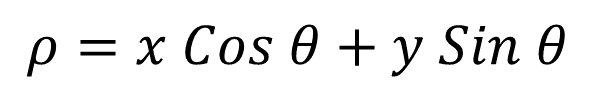 ρ = x Cos θ + y Sin θ